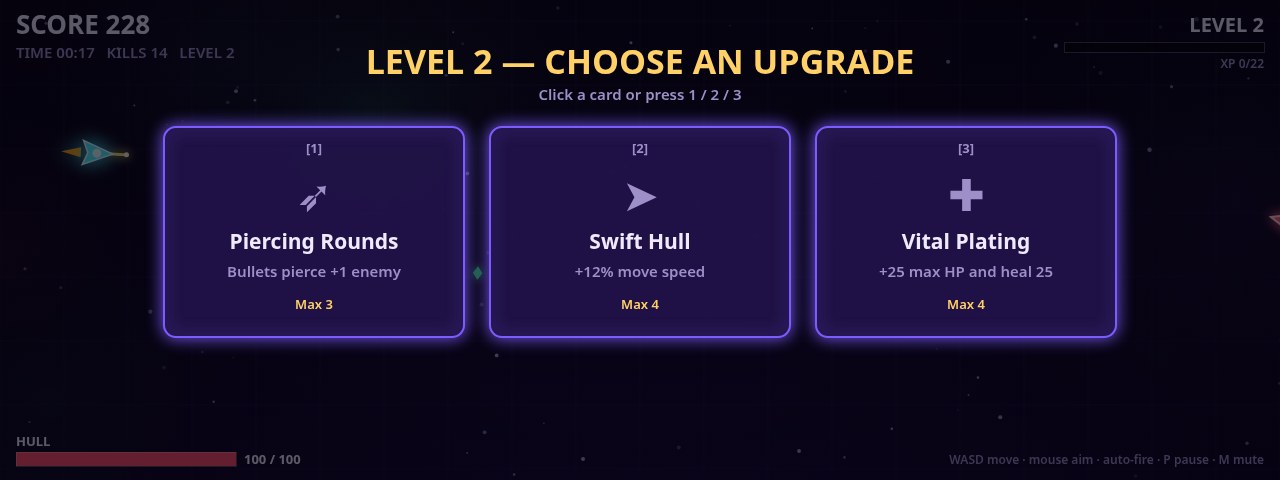 SCORE 228
TIME 00:17 KILLS 14 LEVEL 2
LEVEL 2
XP 0/22
LEVEL 2 — CHOOSE AN UPGRADE
Click a card or press 1 / 2 / 3
[1]
Piercing Rounds
Bullets pierce +1 enemy
Max 3
[2]
Swift Hull
+12% move speed
Max 4
[3]
Vital Plating
+25 max HP and heal 25
Max 4
HULL
100 / 100
WASD move · mouse aim · auto-fire · P pause · M mute